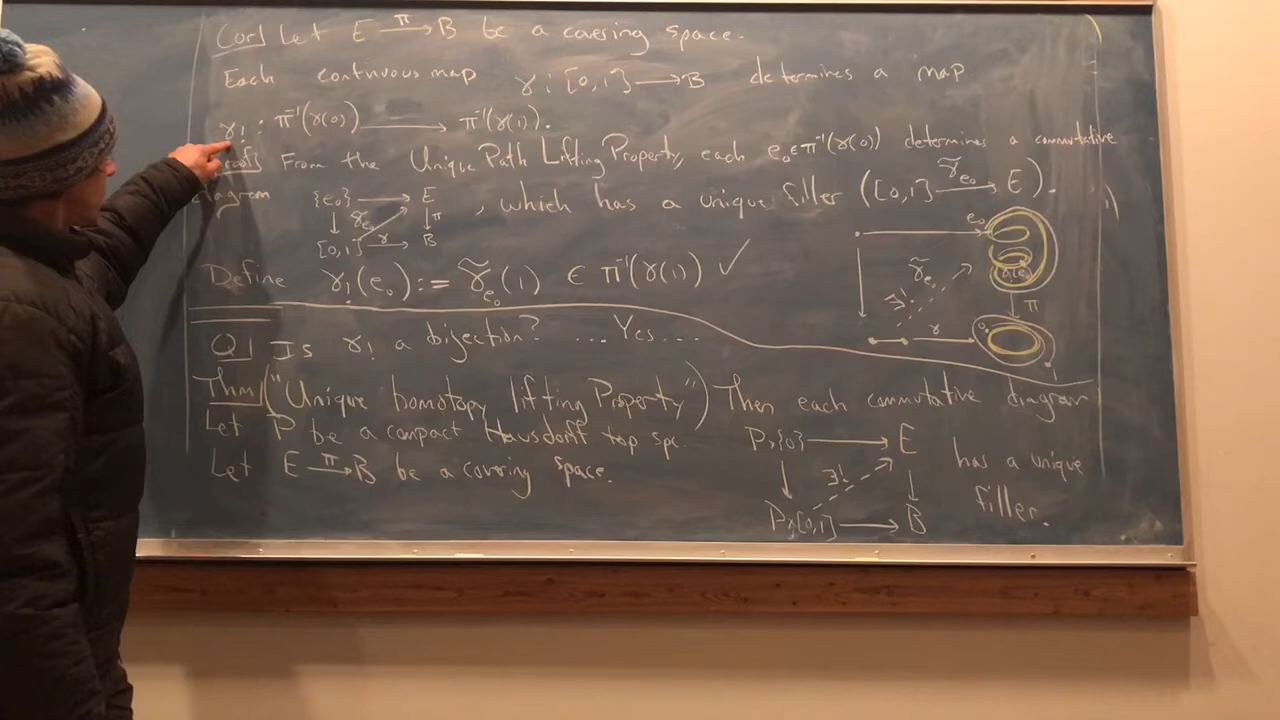 Cor] Let E —π→ B be a covering space.
Each continuous map γ : [0,1] ⟶ B determines a map
γ! : π⁻¹(γ(0)) ⟶ π⁻¹(γ(1)).
Proof] From the Unique Path Lifting Property, each e₀ ∈ π⁻¹(γ(0)) determines a commutative
diagram {e₀} ⟶ E , which has a unique filler ([0,1] —γ̃e₀→ E).
↓ γ̃e₀ ↓π
[0,1] —γ→ B
Define γ!(e₀) := γ̃e₀(1) ∈ π⁻¹(γ(1)) ✓
e₀
γ̃e₀
∃!
π
γ
Q] Is γ! a bijection? ... Yes...
Thm] ("Unique homotopy lifting Property")
Let P be a compact Hausdorff top spc.
Let E —π→ B be a covering space.
Then each commutative diagram
P×{0} ⟶ E
↓ ∃! ↓
P×[0,1] ⟶ B
has a unique
filler.